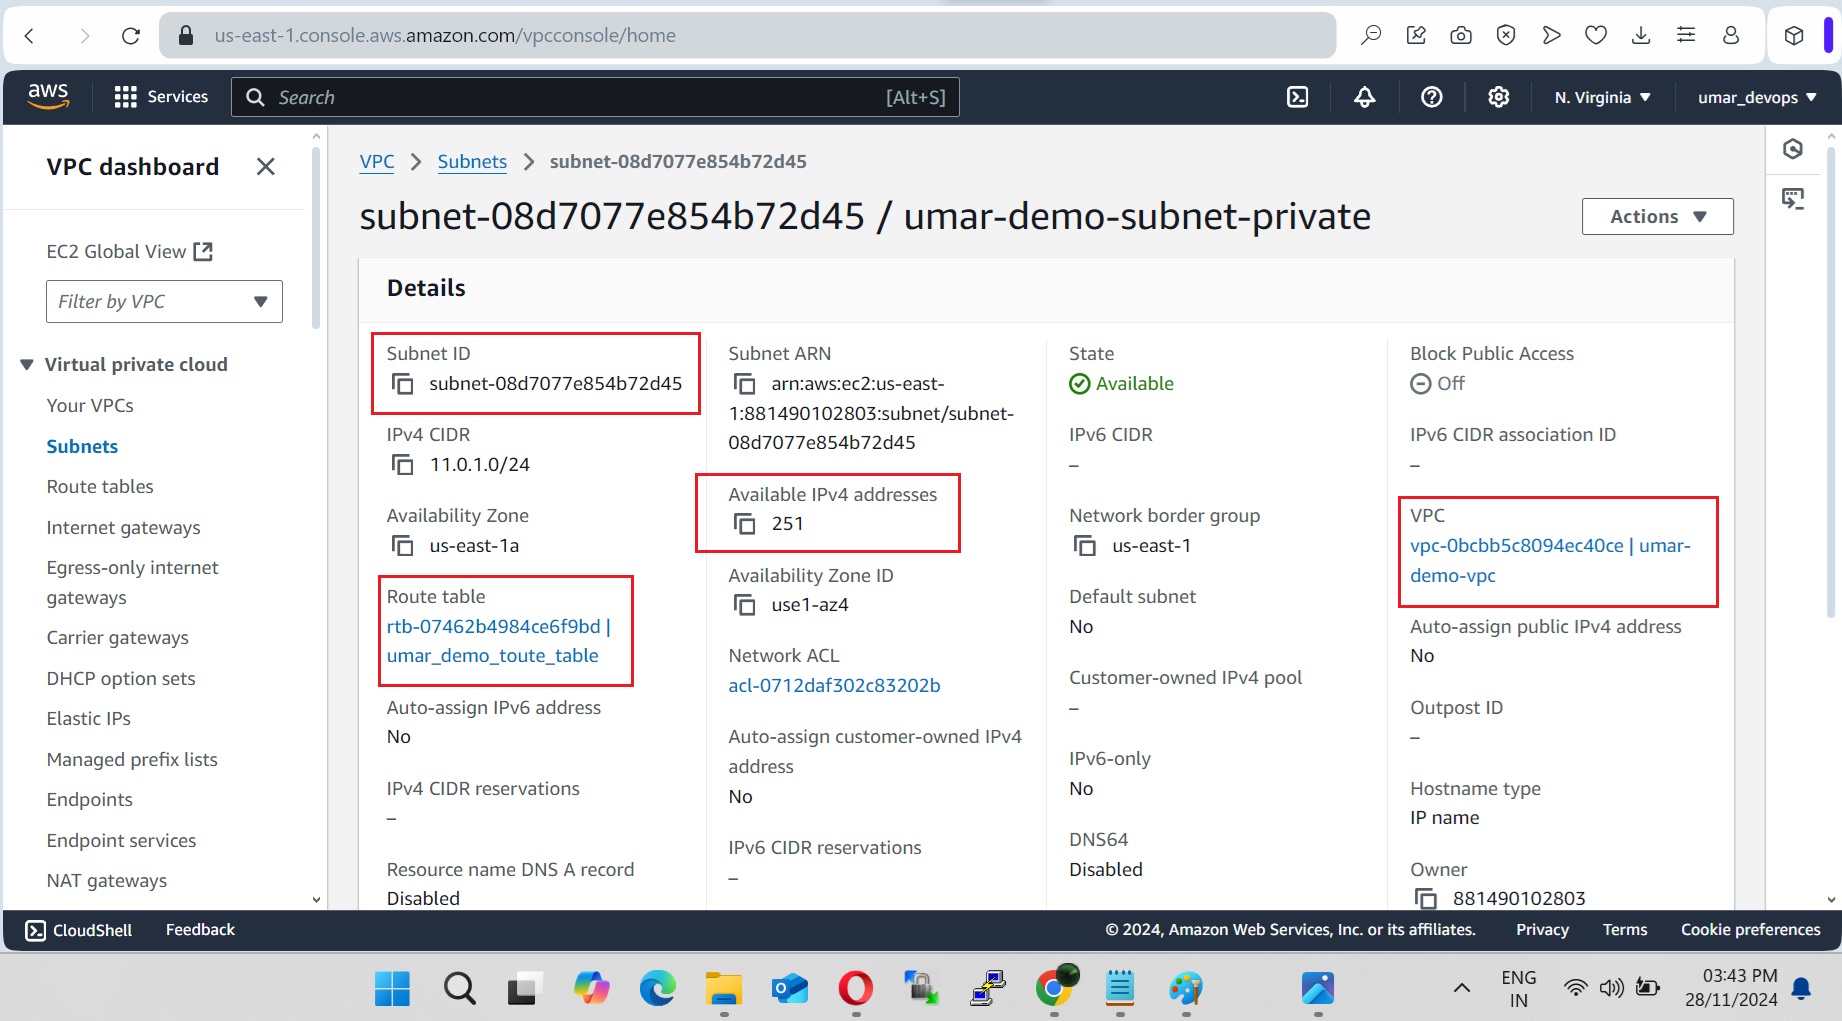 us-east-1.console.aws.amazon.com/vpcconsole/home
aws
Services
Search
[Alt+S]
N. Virginia
umar_devops
VPC dashboard
EC2 Global View
Filter by VPC
Virtual private cloud
Your VPCs
Subnets
Route tables
Internet gateways
Egress-only internet
gateways
Carrier gateways
DHCP option sets
Elastic IPs
Managed prefix lists
Endpoints
Endpoint services
NAT gateways
VPC > Subnets > subnet-08d7077e854b72d45
subnet-08d7077e854b72d45 / umar-demo-subnet-private
Actions
Details
Subnet ID
subnet-08d7077e854b72d45
IPv4 CIDR
11.0.1.0/24
Availability Zone
us-east-1a
Route table
rtb-07462b4984ce6f9bd |
umar_demo_toute_table
Auto-assign IPv6 address
No
IPv4 CIDR reservations
–
Resource name DNS A record
Disabled
Subnet ARN
arn:aws:ec2:us-east-
1:881490102803:subnet/subnet-
08d7077e854b72d45
Available IPv4 addresses
251
Availability Zone ID
use1-az4
Network ACL
acl-0712daf302c83202b
Auto-assign customer-owned IPv4
address
No
IPv6 CIDR reservations
–
State
Available
IPv6 CIDR
–
Network border group
us-east-1
Default subnet
No
Customer-owned IPv4 pool
–
IPv6-only
No
DNS64
Disabled
Block Public Access
Off
IPv6 CIDR association ID
–
VPC
vpc-0bcbb5c8094ec40ce | umar-
demo-vpc
Auto-assign public IPv4 address
No
Outpost ID
–
Hostname type
IP name
Owner
881490102803
CloudShell
Feedback
© 2024, Amazon Web Services, Inc. or its affiliates.
Privacy
Terms
Cookie preferences
ENG
IN
03:43 PM
28/11/2024